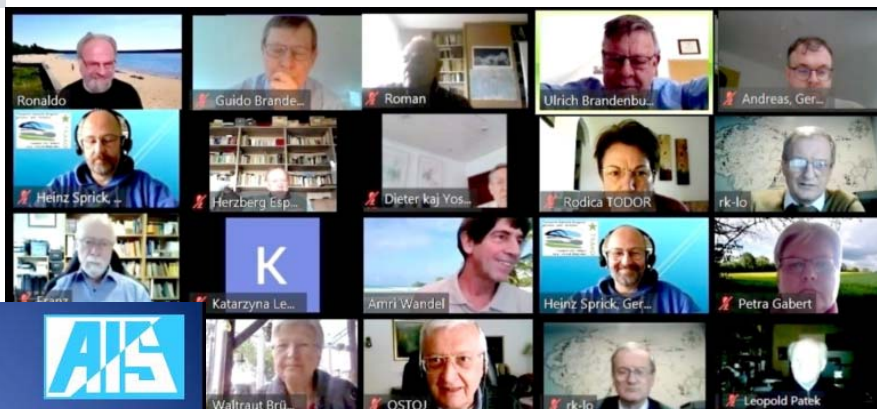 Ronaldo
Guido Brande...
Roman
Ulrich Brandenbu...
Andreas, Ger...
Heinz Sprick, ...
Herzberg Esp...
Dieter kaj Yos...
Rodica TODOR
rk-lo
Franz
K
Katarzyna Le...
Amri Wandel
Heinz Sprick, Ger...
Petra Gabert
AIS
Waltraut Brü...
OSTOJ
rk-lo
Leopold Patek